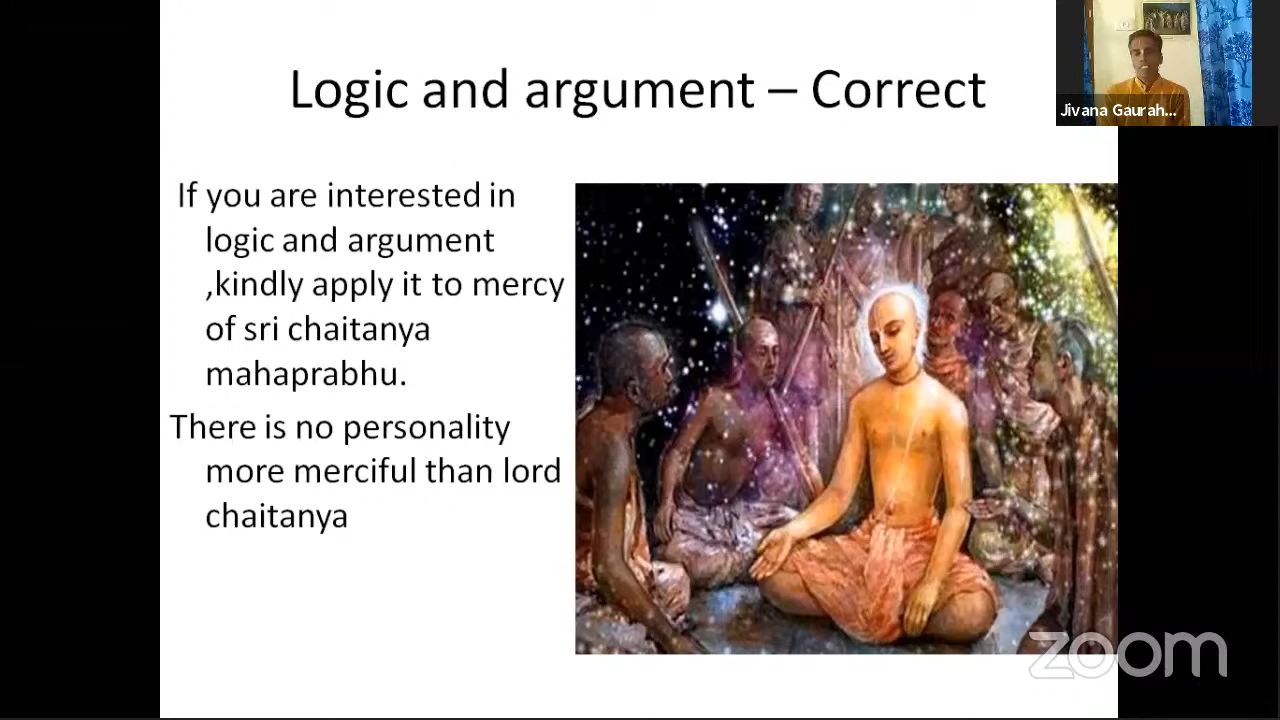 Logic and argument – Correct
Jivana Gaurah...
If you are interested in
logic and argument
,kindly apply it to mercy
of sri chaitanya
mahaprabhu.
There is no personality
more merciful than lord
chaitanya
zoom